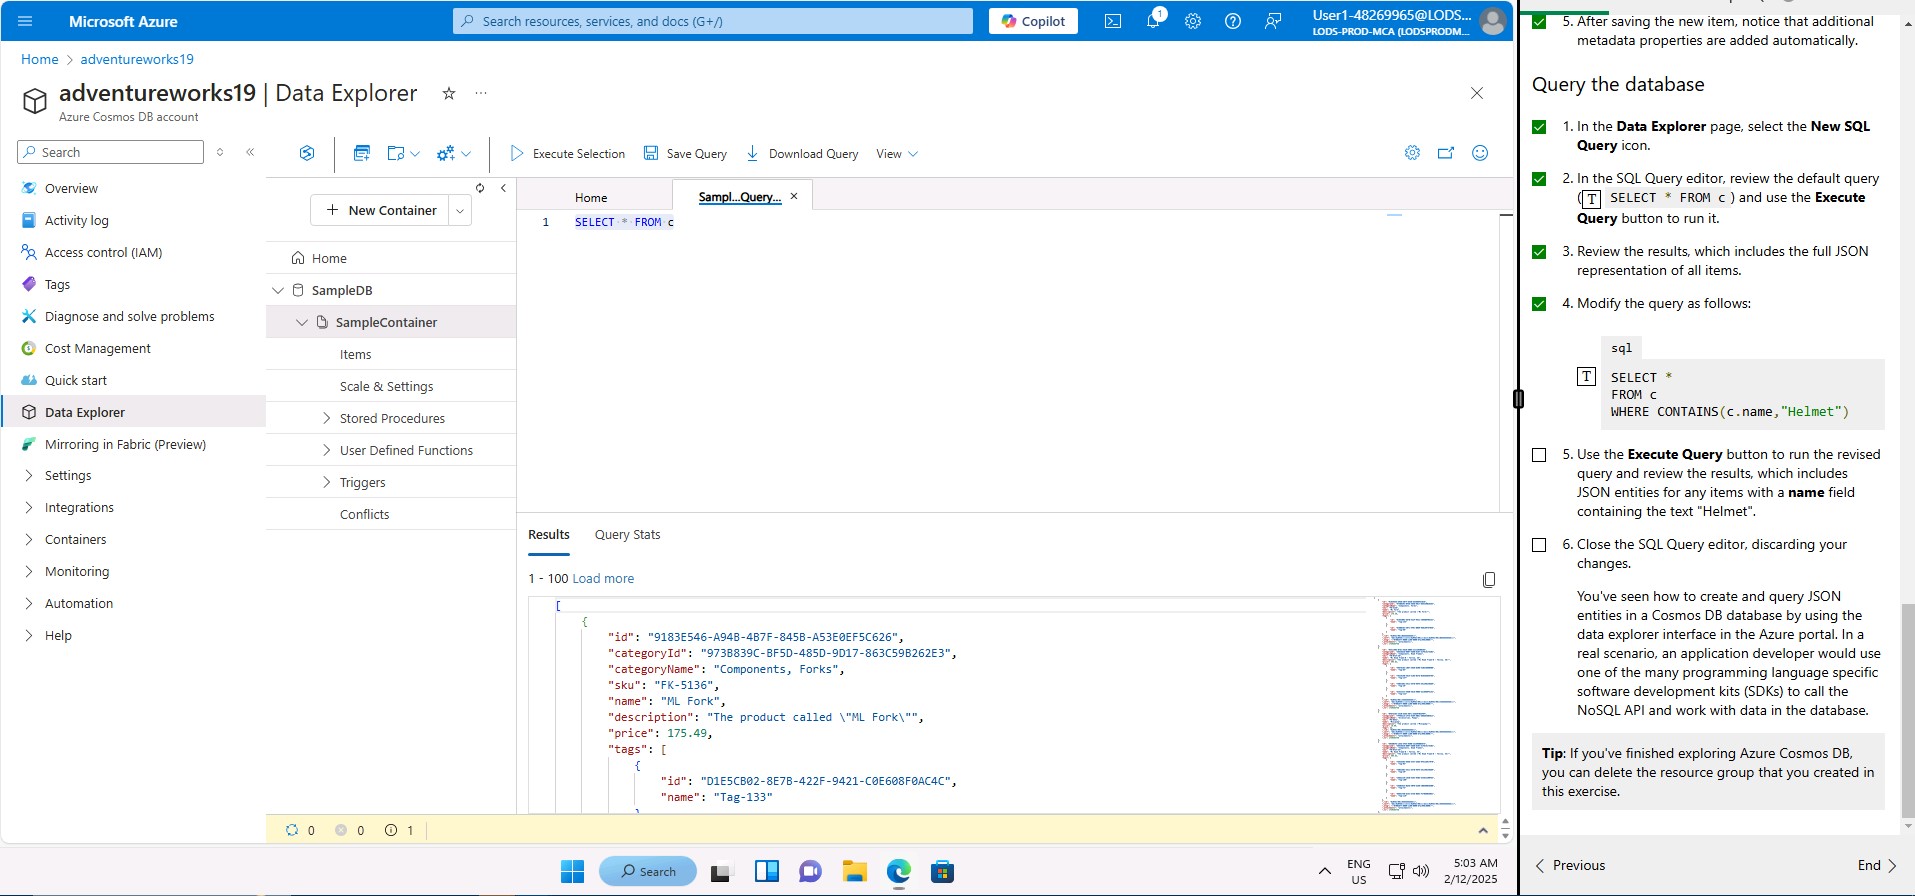 Microsoft Azure
Search resources, services, and docs (G+/)
Copilot
1
User1-48269965@LODS...
LODS-PROD-MCA (LODSPRODM...
Home > adventureworks19
adventureworks19 | Data Explorer
Azure Cosmos DB account
Search
Overview
Activity log
Access control (IAM)
Tags
Diagnose and solve problems
Cost Management
Quick start
Data Explorer
Mirroring in Fabric (Preview)
Settings
Integrations
Containers
Monitoring
Automation
Help
Execute Selection
Save Query
Download Query
View
New Container
Home
SampleDB
SampleContainer
Items
Scale & Settings
Stored Procedures
User Defined Functions
Triggers
Conflicts
Home
Sampl...Query...
1 SELECT * FROM c
Results
Query Stats
1 - 100 Load more
[
{
"id": "9183E546-A94B-4B7F-845B-A53E0EF5C626",
"categoryId": "973B839C-BF5D-485D-9D17-863C59B262E3",
"categoryName": "Components, Forks",
"sku": "FK-5136",
"name": "ML Fork",
"description": "The product called \"ML Fork\"",
"price": 175.49,
"tags": [
{
"id": "D1E5CB02-8E7B-422F-9421-C0E608F0AC4C",
"name": "Tag-133"
0
0
1
Search
ENG
US
5:03 AM
2/12/2025
5. After saving the new item, notice that additional
metadata properties are added automatically.
Query the database
1. In the Data Explorer page, select the New SQL
Query icon.
2. In the SQL Query editor, review the default query
(T SELECT * FROM c ) and use the Execute
Query button to run it.
3. Review the results, which includes the full JSON
representation of all items.
4. Modify the query as follows:
sql
T
SELECT *
FROM c
WHERE CONTAINS(c.name,"Helmet")
5. Use the Execute Query button to run the revised
query and review the results, which includes
JSON entities for any items with a name field
containing the text "Helmet".
6. Close the SQL Query editor, discarding your
changes.
You've seen how to create and query JSON
entities in a Cosmos DB database by using the
data explorer interface in the Azure portal. In a
real scenario, an application developer would use
one of the many programming language specific
software development kits (SDKs) to call the
NoSQL API and work with data in the database.
Tip: If you've finished exploring Azure Cosmos DB,
you can delete the resource group that you created in
this exercise.
Previous
End